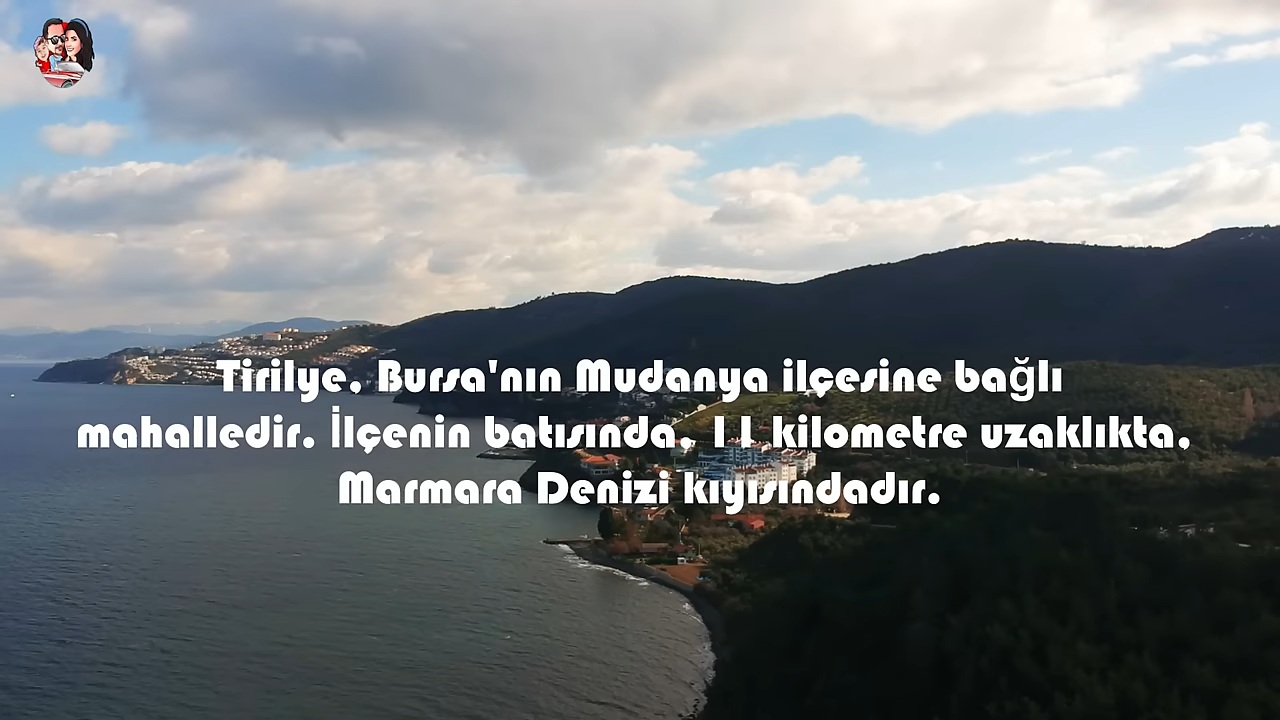 Tirilye, Bursa'nın Mudanya ilçesine bağlı
mahalledir. İlçenin batısında, 11 kilometre uzaklıkta,
Marmara Denizi kıyısındadır.